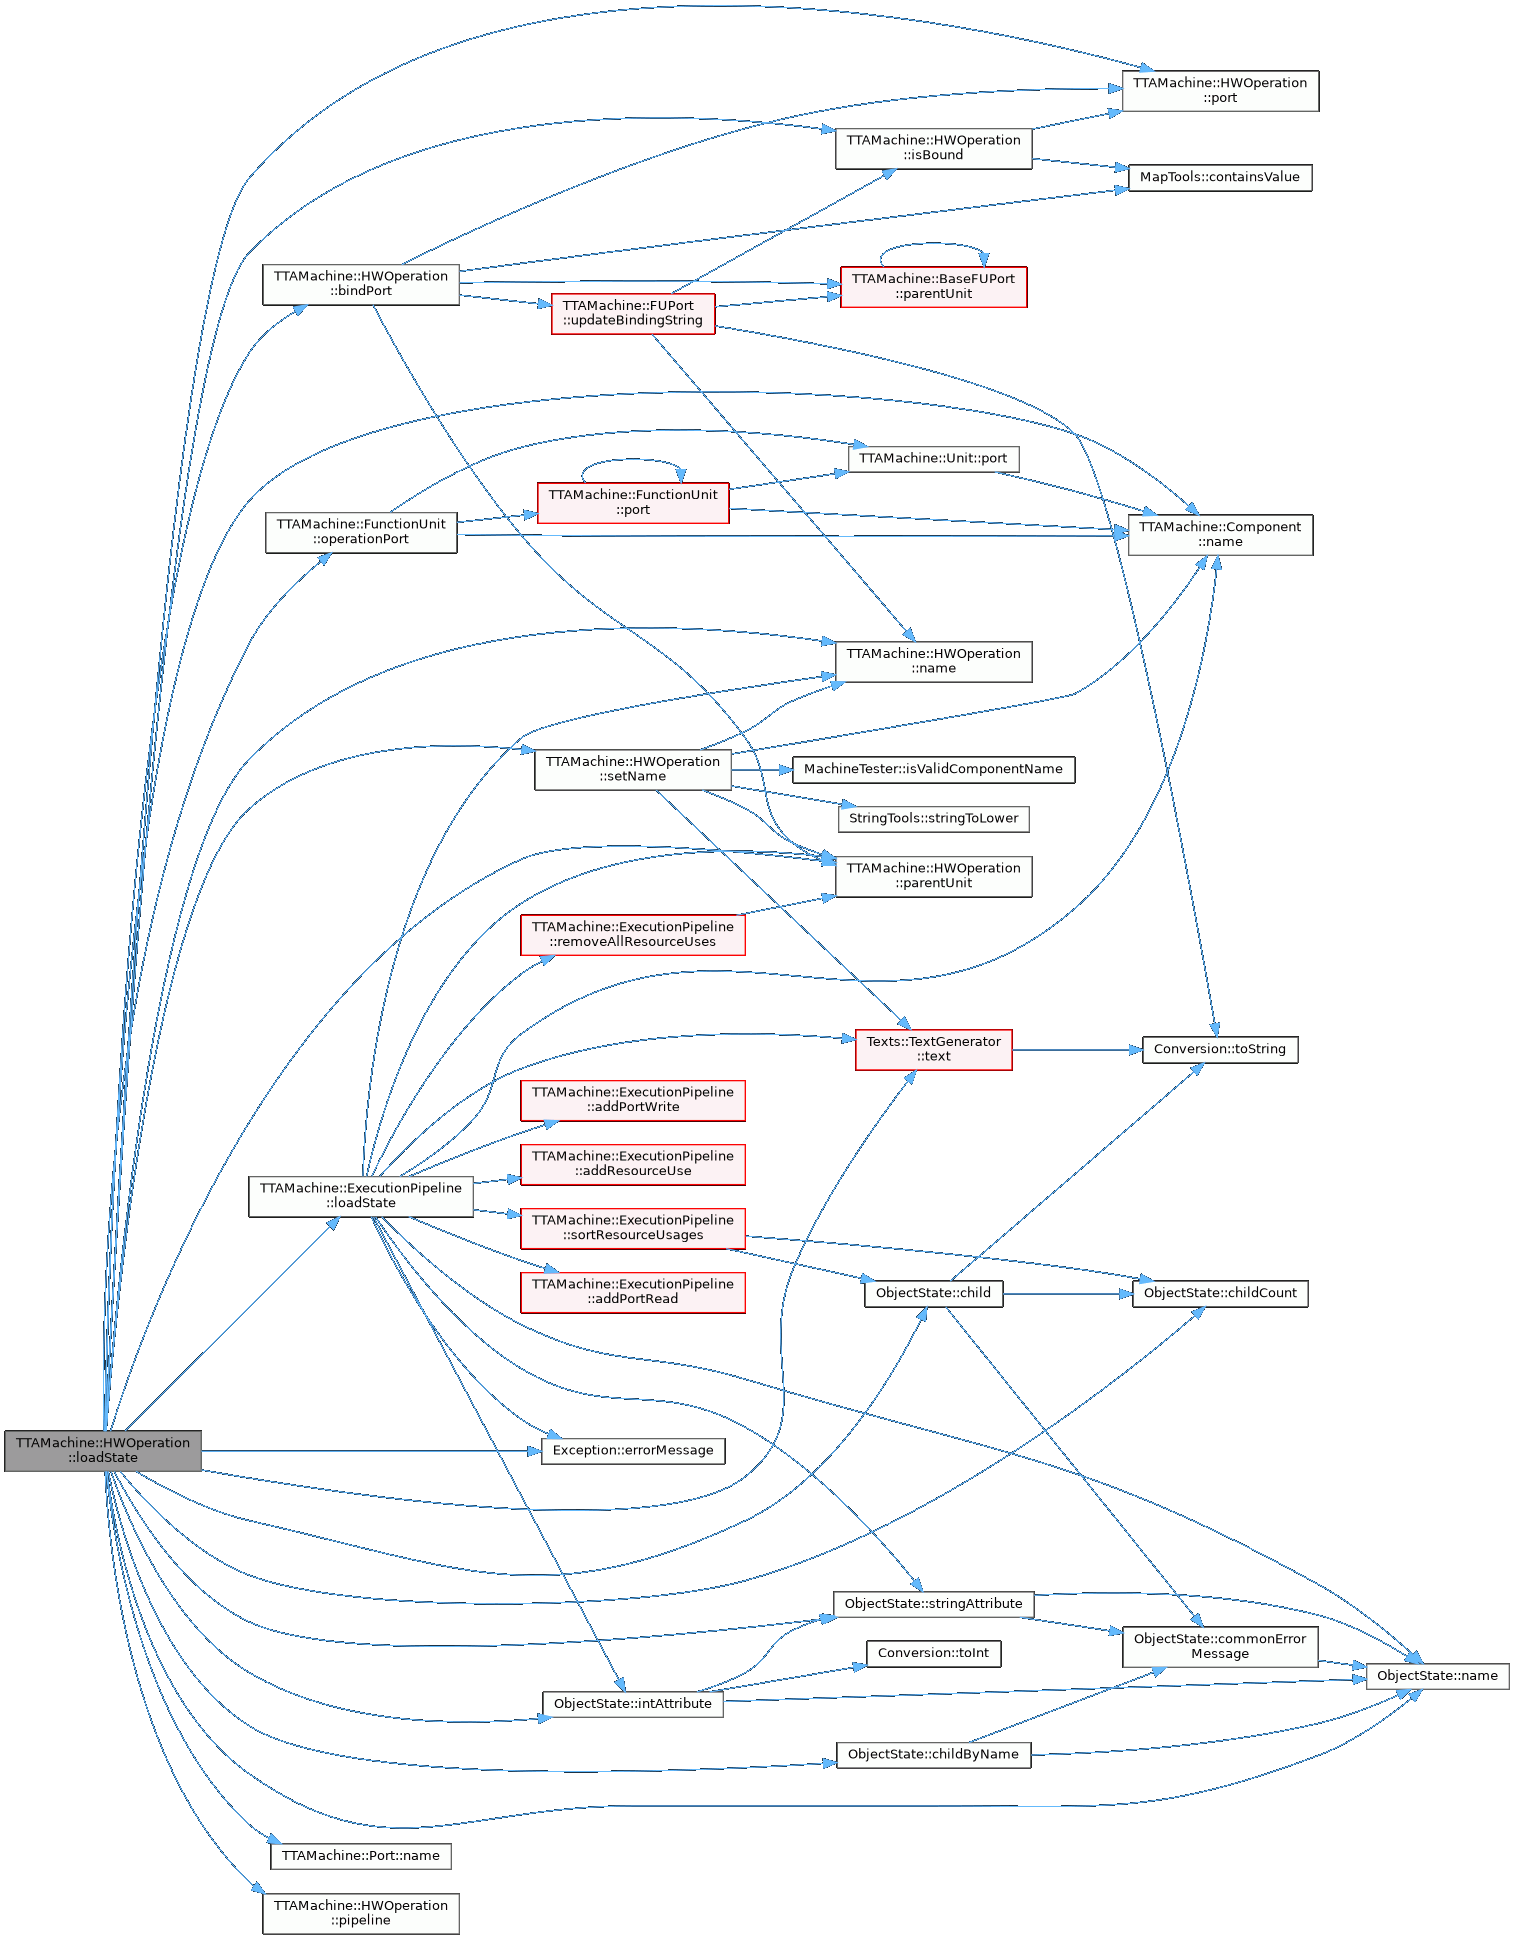 TTAMachine::HWOperation
::port
TTAMachine::HWOperation
::isBound
MapTools::containsValue
TTAMachine::HWOperation
::bindPort
TTAMachine::BaseFUPort
::parentUnit
TTAMachine::FUPort
::updateBindingString
TTAMachine::Unit::port
TTAMachine::FunctionUnit
::port
TTAMachine::FunctionUnit
::operationPort
TTAMachine::Component
::name
TTAMachine::HWOperation
::name
TTAMachine::HWOperation
::setName
MachineTester::isValidComponentName
StringTools::stringToLower
TTAMachine::HWOperation
::parentUnit
TTAMachine::ExecutionPipeline
::removeAllResourceUses
Texts::TextGenerator
::text
Conversion::toString
TTAMachine::ExecutionPipeline
::addPortWrite
TTAMachine::ExecutionPipeline
::addResourceUse
TTAMachine::ExecutionPipeline
::loadState
TTAMachine::ExecutionPipeline
::sortResourceUsages
TTAMachine::ExecutionPipeline
::addPortRead
ObjectState::child
ObjectState::childCount
TTAMachine::HWOperation
::loadState
Exception::errorMessage
ObjectState::stringAttribute
ObjectState::commonError
Message
Conversion::toInt
ObjectState::name
ObjectState::intAttribute
ObjectState::childByName
TTAMachine::Port::name
TTAMachine::HWOperation
::pipeline